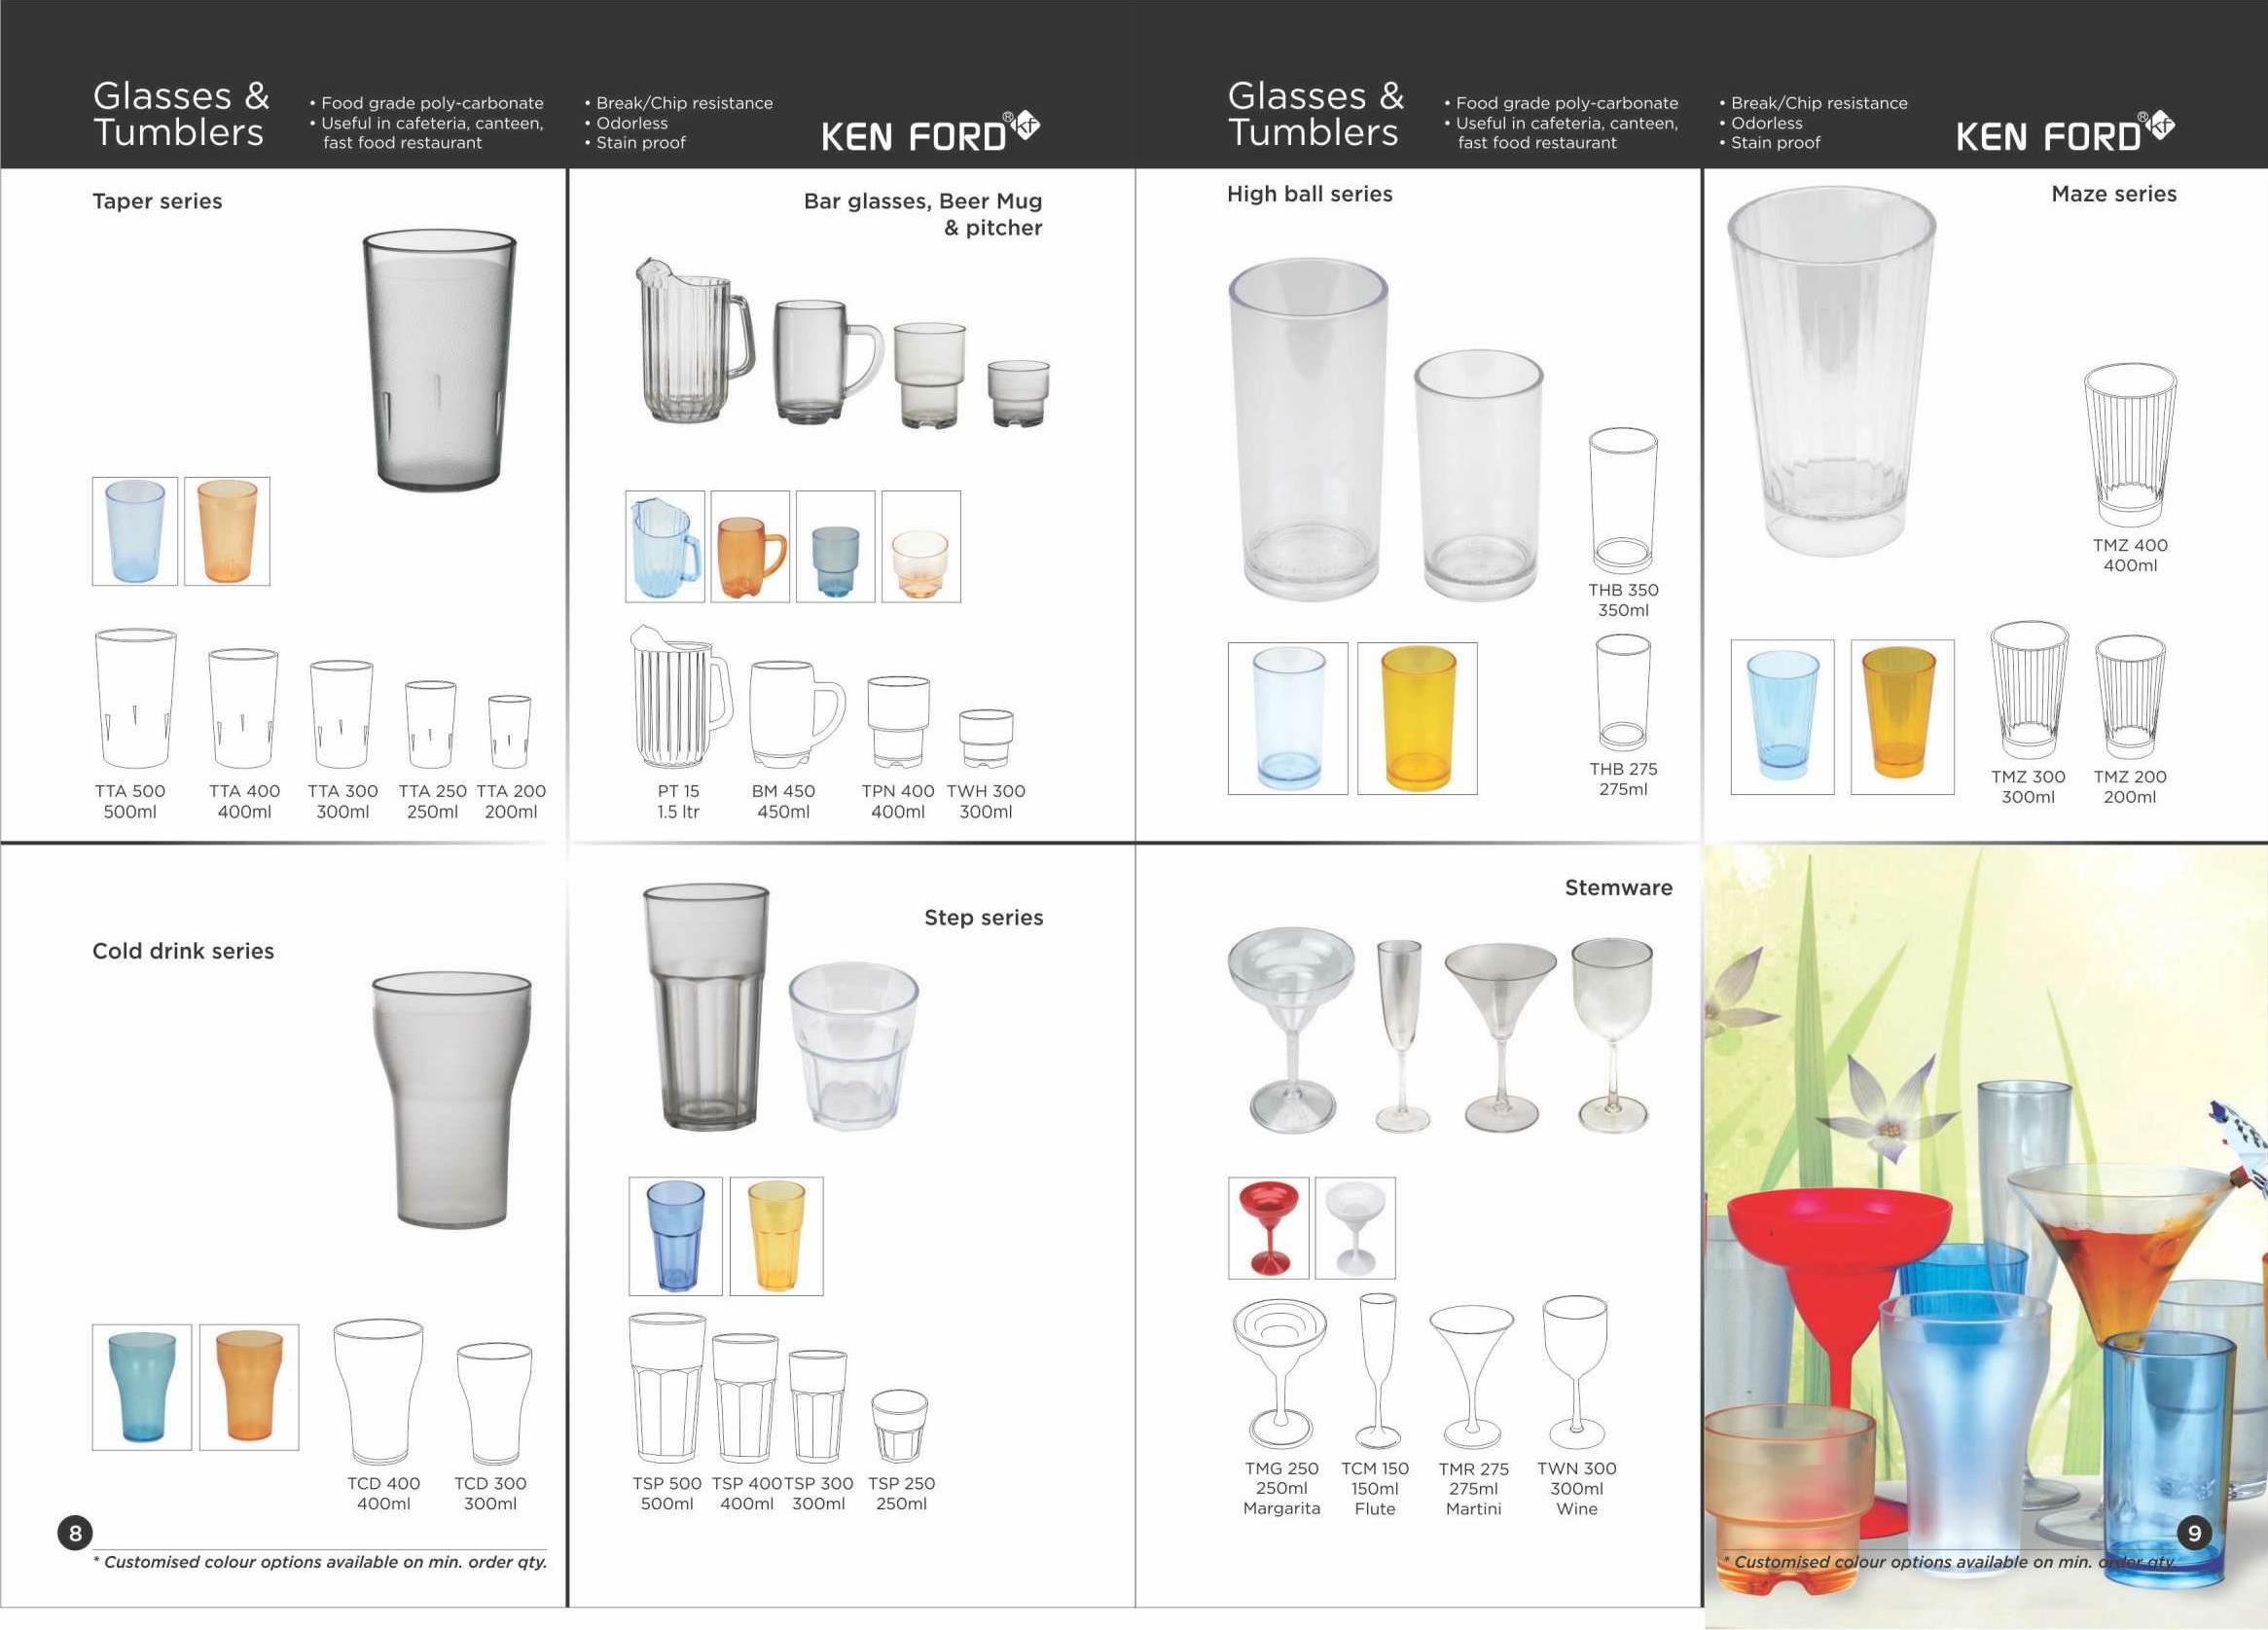 Glasses &
Tumblers
• Food grade poly-carbonate
• Useful in cafeteria, canteen,
fast food restaurant
• Break/Chip resistance
• Odorless
• Stain proof
KEN FORD® kf
Taper series
TTA 500
500ml
TTA 400
400ml
TTA 300
300ml
TTA 250
250ml
TTA 200
200ml
Bar glasses, Beer Mug
& pitcher
PT 15
1.5 ltr
BM 450
450ml
TPN 400
400ml
TWH 300
300ml
Cold drink series
TCD 400
400ml
TCD 300
300ml
8
* Customised colour options available on min. order qty.
Step series
TSP 500
500ml
TSP 400
400ml
TSP 300
300ml
TSP 250
250ml
Glasses &
Tumblers
• Food grade poly-carbonate
• Useful in cafeteria, canteen,
fast food restaurant
• Break/Chip resistance
• Odorless
• Stain proof
KEN FORD® kf
High ball series
THB 350
350ml
THB 275
275ml
Maze series
TMZ 400
400ml
TMZ 300
300ml
TMZ 200
200ml
Stemware
TMG 250
250ml
Margarita
TCM 150
150ml
Flute
TMR 275
275ml
Martini
TWN 300
300ml
Wine
9
* Customised colour options available on min. order qty.